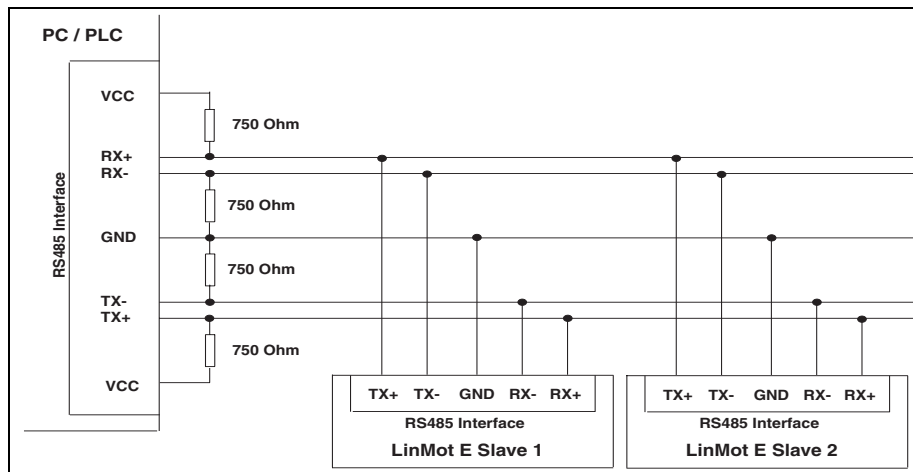 PC / PLC
VCC
750 Ohm
RX+
RX-
750 Ohm
RS485 Interface
GND
750 Ohm
TX-
TX+
750 Ohm
VCC
TX+ TX- GND RX- RX+
RS485 Interface
LinMot E Slave 1
TX+ TX- GND RX- RX+
RS485 Interface
LinMot E Slave 2